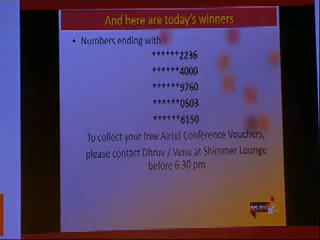 And here are today's winners
• Numbers ending with
******2236
******4000
******9760
******0503
******6150
To collect your free Airtel Conference Vouchers,
please contact Dhruv / Venu at Shimmer Lounge
before 6:30 pm